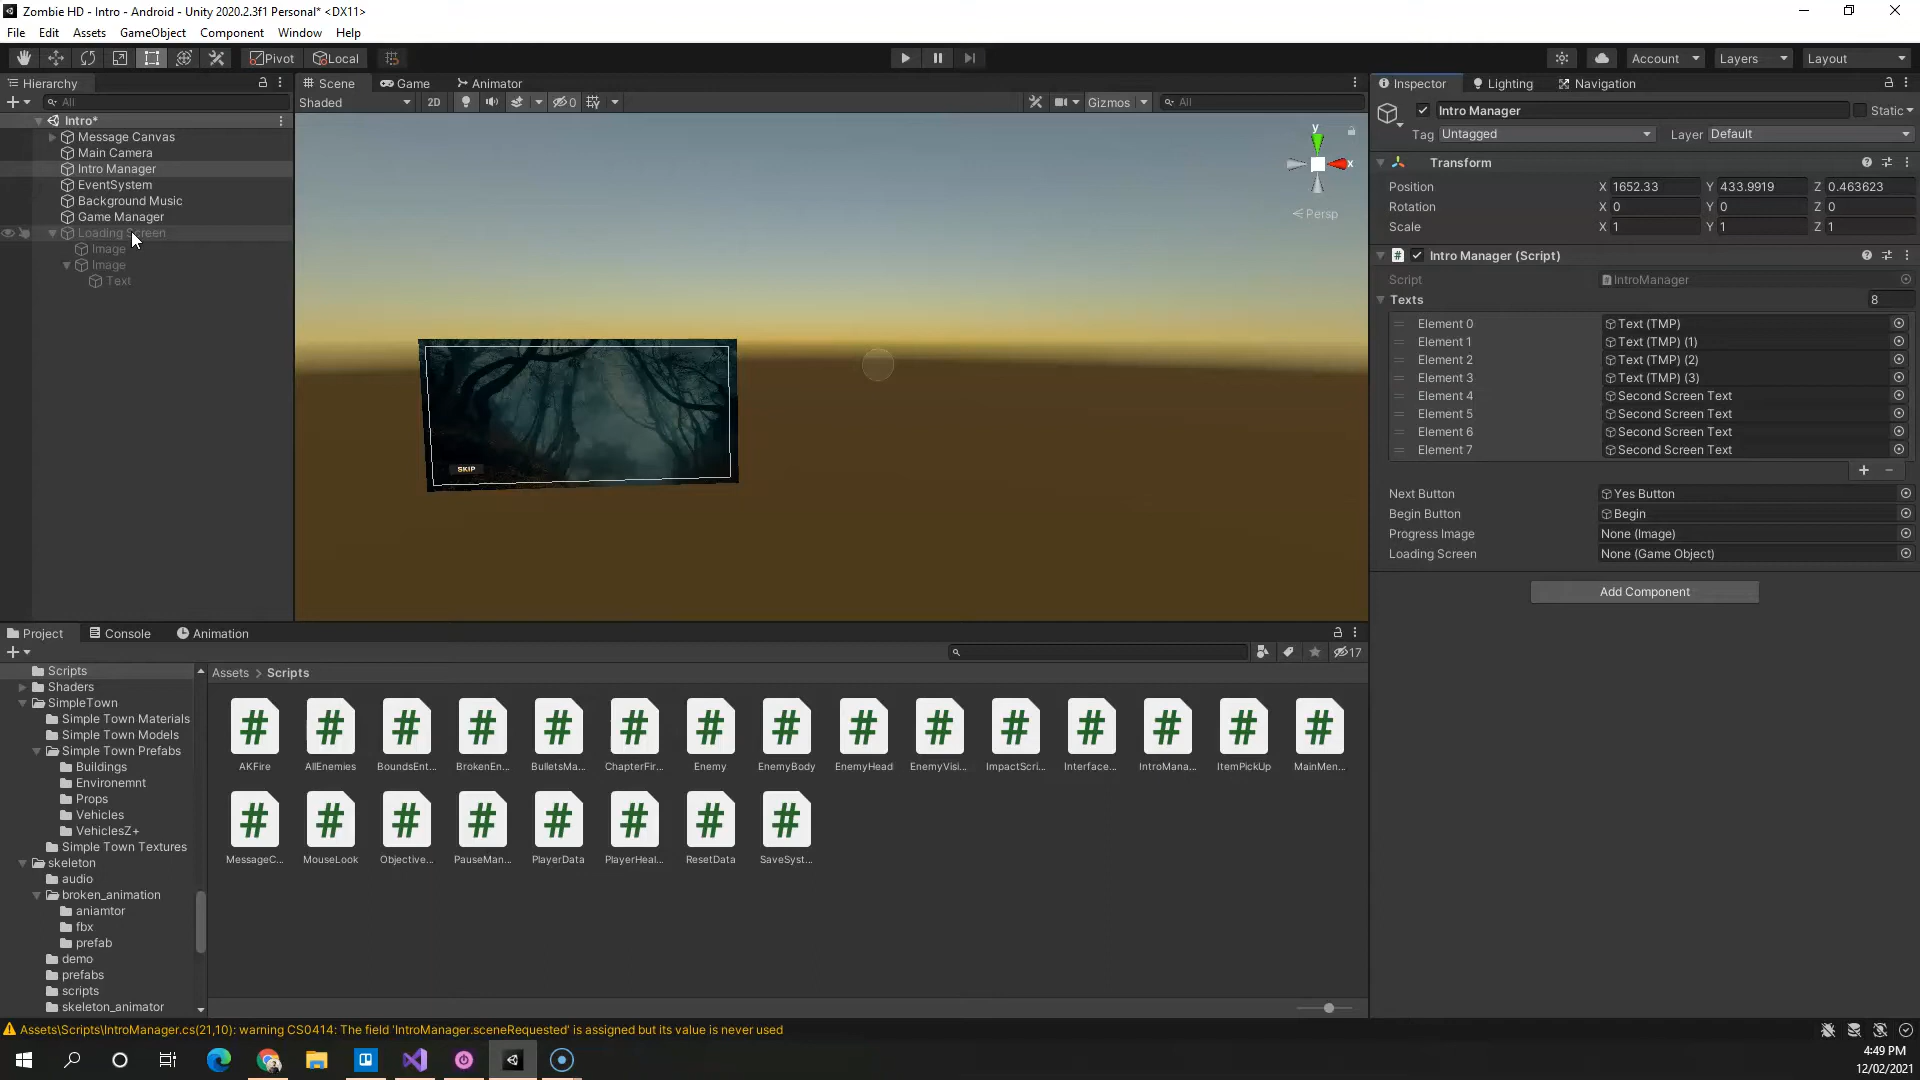 Zombie HD - Intro - Android - Unity 2020.2.3f1 Personal* <DX11>
File Edit Assets GameObject Component Window Help
Pivot Local Account Layers Layout
Hierarchy Scene Game Animator Inspector Lighting Navigation
All Shaded 2D 0 Gizmos All
Intro Manager Static
Tag Untagged Layer Default
Intro*
Message Canvas
Main Camera
Intro Manager
EventSystem
Background Music
Game Manager
Loading Screen
Image
Image
Text
y
x
Persp
SKIP
Transform
Position X 1652.33 Y 433.9919 Z 0.463623
Rotation X 0 Y 0 Z 0
Scale X 1 Y 1 Z 1
# Intro Manager (Script)
Script IntroManager
Texts 8
Element 0 Text (TMP)
Element 1 Text (TMP) (1)
Element 2 Text (TMP) (2)
Element 3 Text (TMP) (3)
Element 4 Second Screen Text
Element 5 Second Screen Text
Element 6 Second Screen Text
Element 7 Second Screen Text
Next Button Yes Button
Begin Button Begin
Progress Image None (Image)
Loading Screen None (Game Object)
Add Component
Project Console Animation
17
Assets > Scripts
Scripts
Shaders
SimpleTown
Simple Town Materials
Simple Town Models
Simple Town Prefabs
Buildings
Environemnt
Props
Vehicles
VehiclesZ+
Simple Town Textures
skeleton
audio
broken_animation
aniamtor
fbx
prefab
demo
prefabs
scripts
skeleton_animator
# # # # # # # # # # # # # # #
AKFire AllEnemies BoundsEnt... BrokenEn... BulletsMa... ChapterFir... Enemy EnemyBody EnemyHead EnemyVisi... ImpactScri... Interface... IntroMana... ItemPickUp MainMen...
# # # # # # # #
MessageC... MouseLook Objective... PauseMan... PlayerData PlayerHeal... ResetData SaveSyst...
Assets\Scripts\IntroManager.cs(21,10): warning CS0414: The field 'IntroManager.sceneRequested' is assigned but its value is never used
4:49 PM
12/02/2021